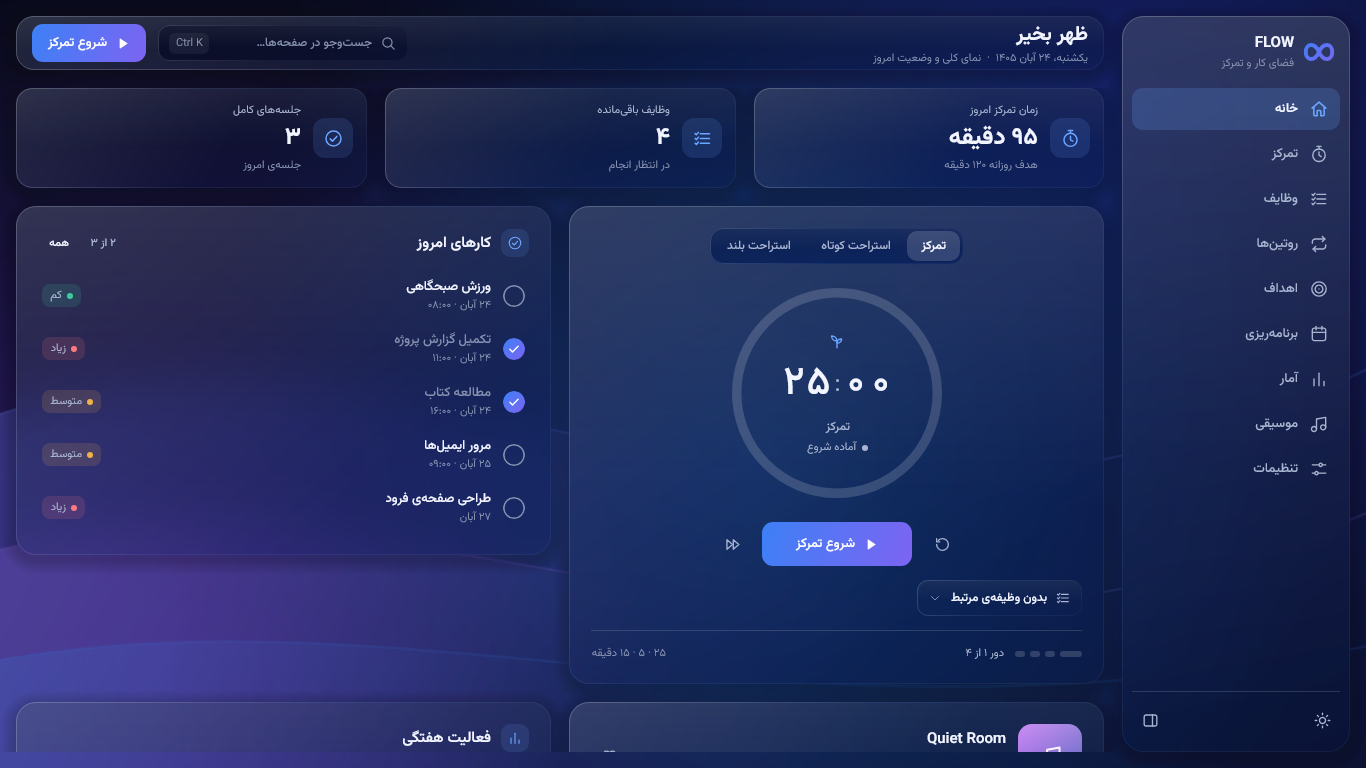 FLOW
فضای کار و تمرکز
خانه
تمرکز
وظایف
روتین‌ها
اهداف
برنامه‌ریزی
آمار
موسیقی
تنظیمات
ظهر بخیر
یکشنبه، ۲۴ آبان ۱۴۰۵ · نمای کلی و وضعیت امروز
جست‌وجو در صفحه‌ها...
Ctrl K
شروع تمرکز
زمان تمرکز امروز
۹۵ دقیقه
هدف روزانه ۱۲۰ دقیقه
وظایف باقی‌مانده
۴
در انتظار انجام
جلسه‌های کامل
۳
جلسه‌ی امروز
تمرکز
استراحت کوتاه
استراحت بلند
۲۵:۰۰
تمرکز
آماده شروع
شروع تمرکز
بدون وظیفه‌ی مرتبط
دور ۱ از ۴
۲۵ · ۵ · ۱۵ دقیقه
کارهای امروز
۲ از ۳
همه
ورزش صبحگاهی
۲۴ آبان · ۰۸:۰۰
کم
تکمیل گزارش پروژه
۲۴ آبان · ۱۱:۰۰
زیاد
مطالعه کتاب
۲۴ آبان · ۱۶:۰۰
متوسط
مرور ایمیل‌ها
۲۵ آبان · ۰۹:۰۰
متوسط
طراحی صفحه‌ی فرود
۲۷ آبان
زیاد
Quiet Room
فعالیت هفتگی